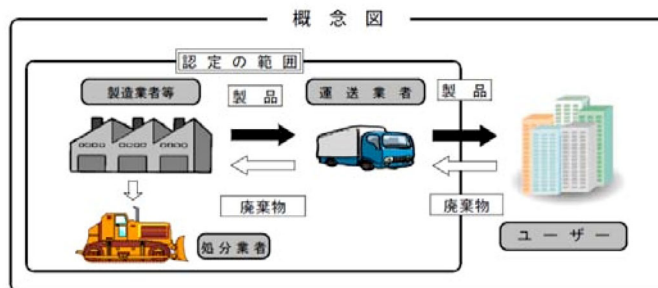 概念図
認定の範囲
製造業者等
製品
運送業者
製品
廃棄物
廃棄物
処分業者
ユーザー